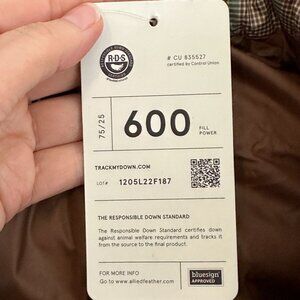 R·D·S
# CU 835527
certified by Control Union
75/25
600
FILL
POWER
TRACKMYDOWN.COM
LOT# 1205L22F187
THE RESPONSIBLE DOWN STANDARD
The Responsible Down Standard certifies down
against animal welfare requirements and tracks it
from the source to the final product.
FOR MORE INFO
Go to www.alliedfeather.com
bluesign®
APPROVED